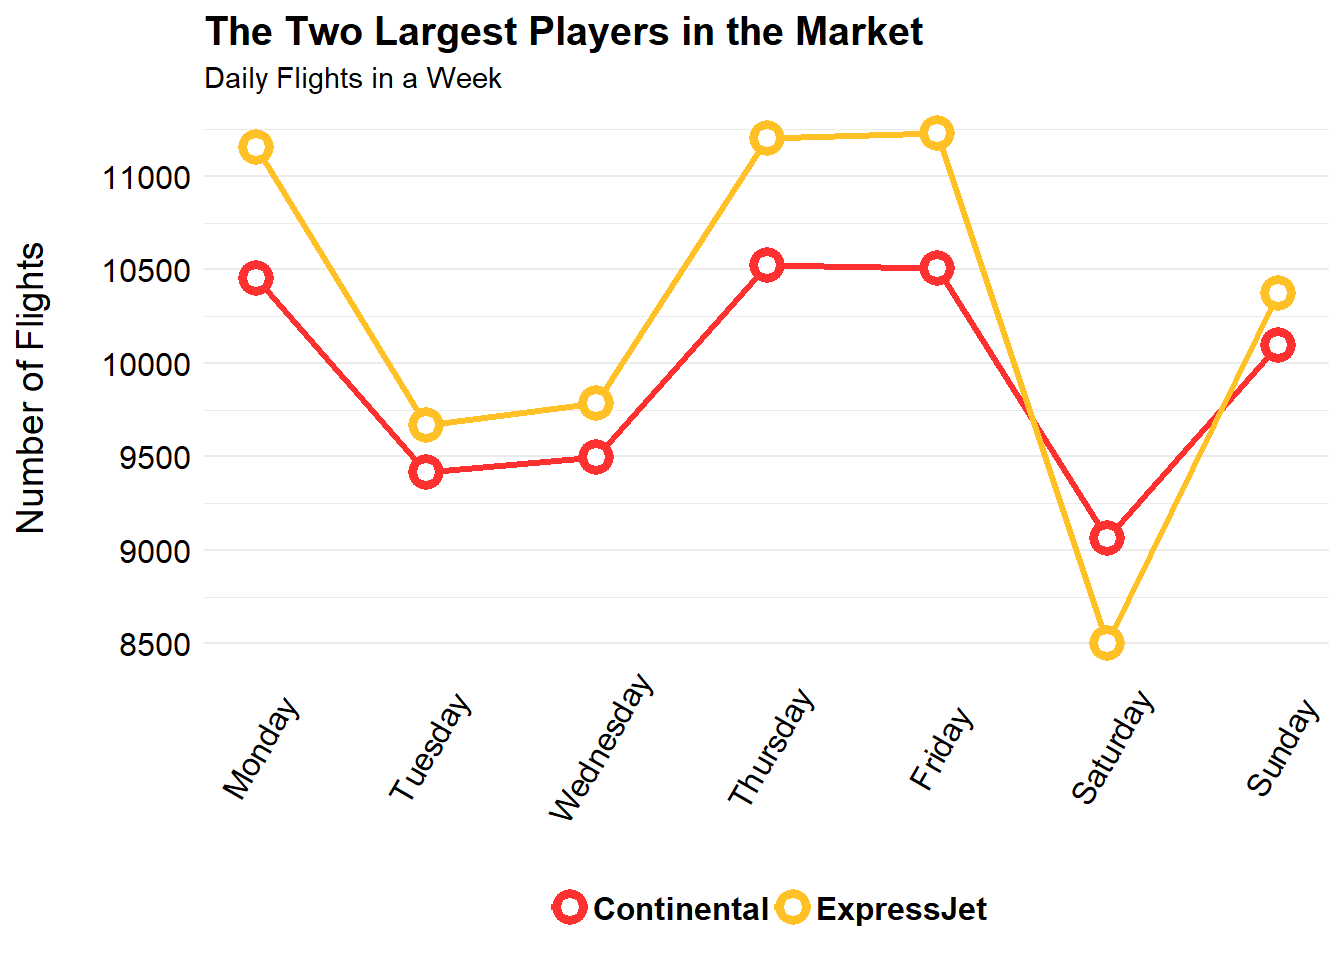 The Two Largest Players in the Market
Daily Flights in a Week
Number of Flights
11000
10500
10000
9500
9000
8500
Monday
Tuesday
Wednesday
Thursday
Friday
Saturday
Sunday
Continental
ExpressJet